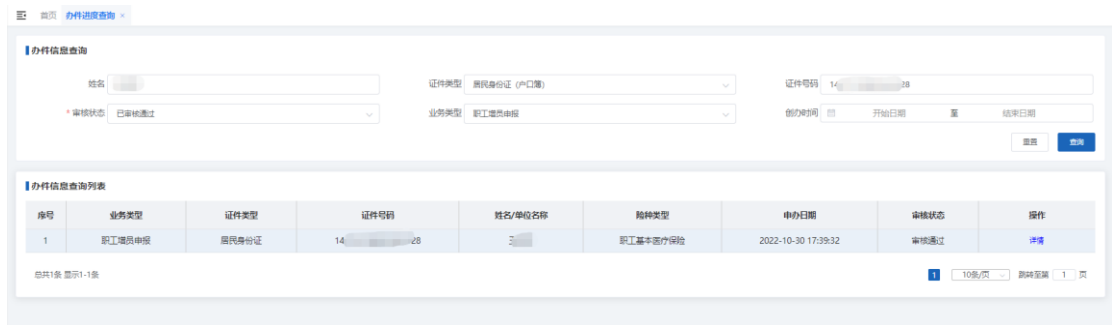 首页 办件进度查询 ×
办件信息查询
姓名 证件类型 居民身份证（户口簿） 证件号码 14 28
* 审核状态 已审核通过 业务类型 职工增员申报 创办时间 开始日期 至 结束日期
重置 查询
办件信息查询列表
序号 业务类型 证件类型 证件号码 姓名/单位名称 险种类型 申办日期 审核状态 操作
1 职工增员申报 居民身份证 14 28 职工基本医疗保险 2022-10-30 17:39:32 审核通过 详情
总共1条 显示1-1条 1 10条/页 跳转至第 1 页